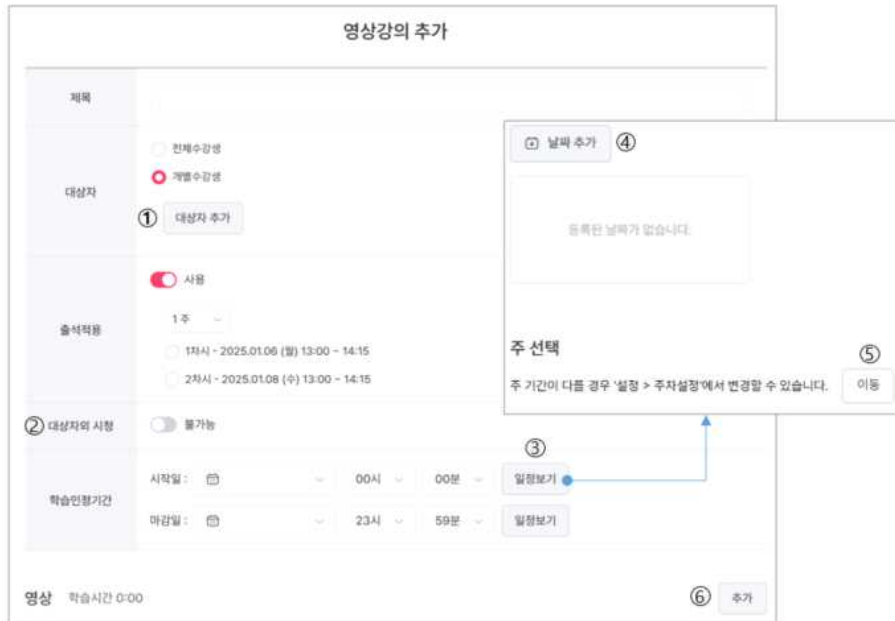 영상강의 추가
제목
대상자
전체수강생
개별수강생
① 대상자 추가
출석적용
사용
1 주
1차시 - 2025.01.06 (월) 13:00 ~ 14:15
2차시 - 2025.01.08 (수) 13:00 ~ 14:15
② 대상자외 시청
불가능
학습인정기간
시작일 : 00시 00분 ③ 일정보기
마감일 : 23시 59분 일정보기
영상 학습시간 0:00 ⑥ 추가
날짜 추가 ④
등록된 날짜가 없습니다.
주 선택
주 기간이 다를 경우 '설정 > 주차설정'에서 변경할 수 있습니다. ⑤ 이동